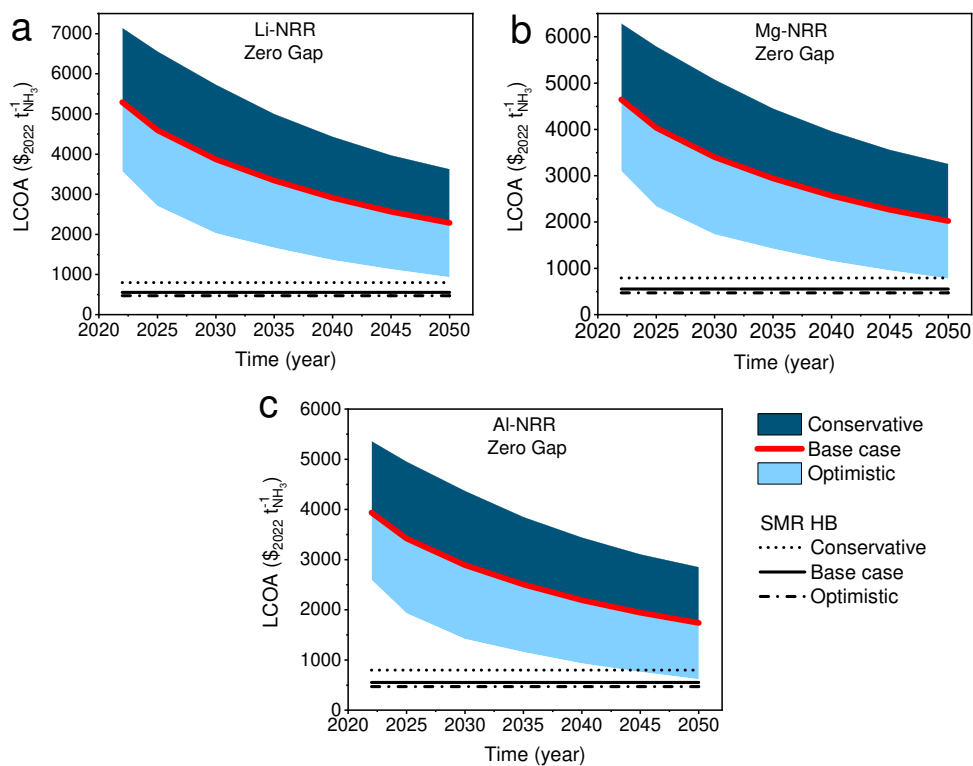 a
Li-NRR
Zero Gap
LCOA ($2022 t-1NH3)
7000
6000
5000
4000
3000
2000
1000
0
2020 2025 2030 2035 2040 2045 2050
Time (year)
b
Mg-NRR
Zero Gap
LCOA ($2022 t-1NH3)
6000
5000
4000
3000
2000
1000
0
2020 2025 2030 2035 2040 2045 2050
Time (year)
c
Al-NRR
Zero Gap
LCOA ($2022 t-1NH3)
6000
5000
4000
3000
2000
1000
0
2020 2025 2030 2035 2040 2045 2050
Time (year)
Conservative
Base case
Optimistic
SMR HB
Conservative
Base case
Optimistic